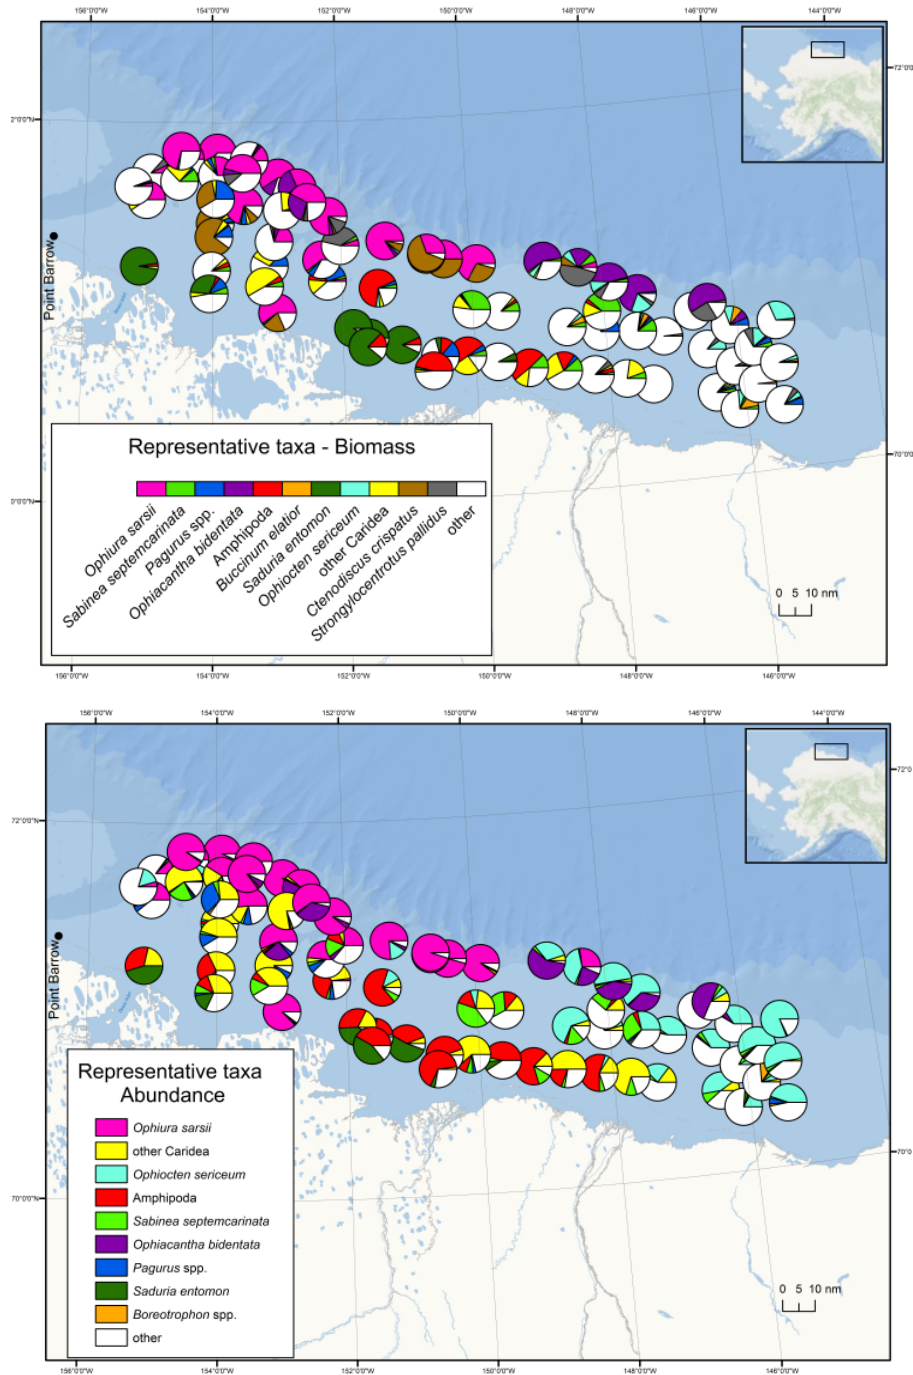 156°0'0"W 154°0'0"W 152°0'0"W 150°0'0"W 148°0'0"W 146°0'0"W 144°0'0"W
72°0'0
2°0'0"N
Point Barrow
70°0'0
0°0'0"N
Representative taxa - Biomass
Ophiura sarsii
Sabinea septemcarinata
Pagurus spp.
Ophiacantha bidentata
Amphipoda
Buccinum elatior
Saduria entomon
Ophiocten sericeum
other Caridea
Ctenodiscus crispatus
Strongylocentrotus pallidus
other
0 5 10 nm
156°0'0"W 154°0'0"W 152°0'0"W 150°0'0"W 148°0'0"W 146°0'0"W
156°0'0"W 154°0'0"W 152°0'0"W 150°0'0"W 148°0'0"W 146°0'0"W 144°0'0"W
72°0'0
72°0'0"N
Point Barrow
70°0'0
70°0'0"N
Representative taxa
Abundance
Ophiura sarsii
other Caridea
Ophiocten sericeum
Amphipoda
Sabinea septemcarinata
Ophiacantha bidentata
Pagurus spp.
Saduria entomon
Boreotrophon spp.
other
0 5 10 nm
156°0'0"W 154°0'0"W 152°0'0"W 150°0'0"W 148°0'0"W 146°0'0"W